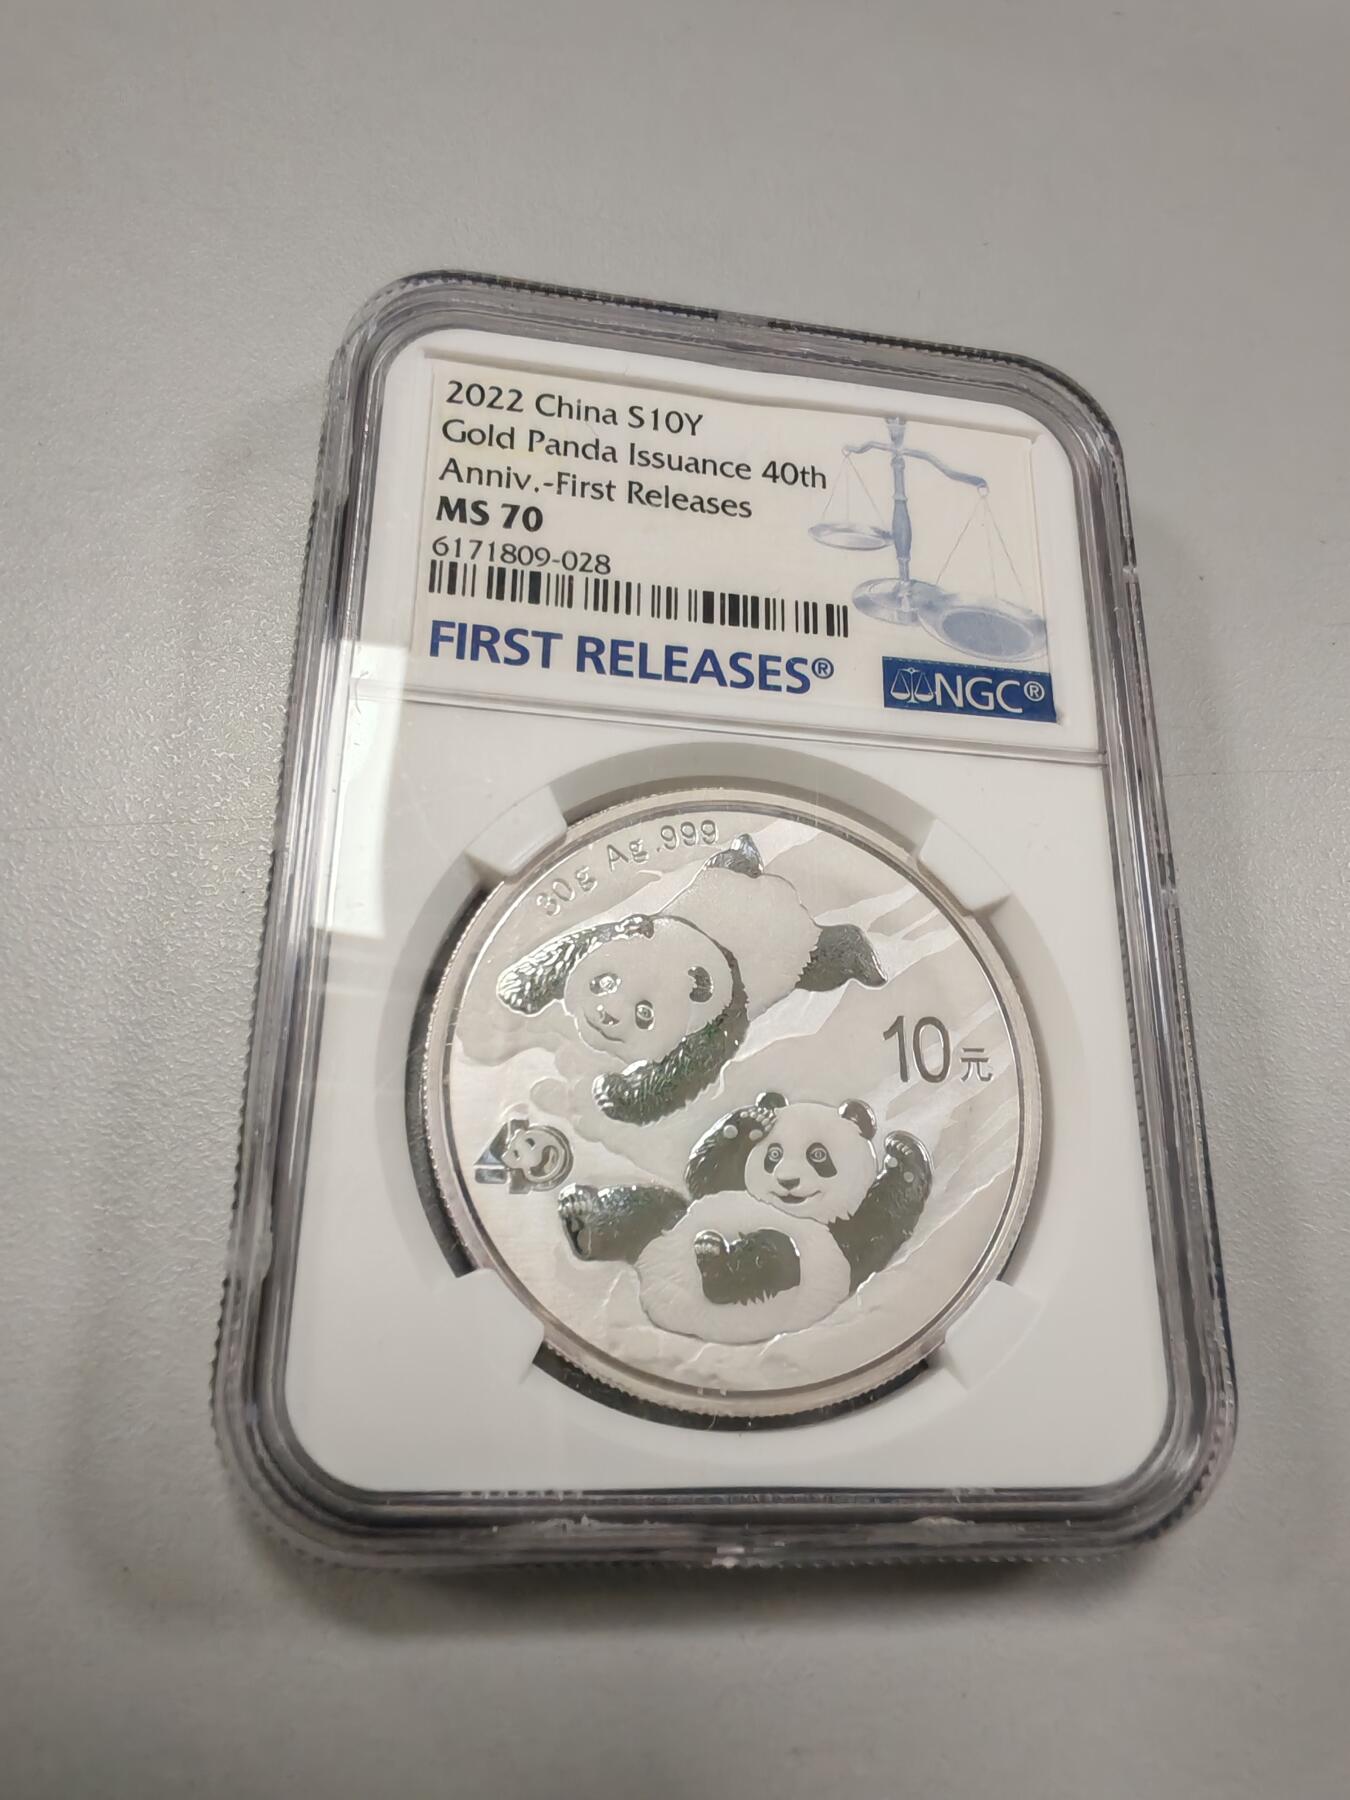 2022 China S10Y
Gold Panda Issuance 40th
Anniv.-First Releases
MS 70
6171809-028
FIRST RELEASES®
NGC®
30g Ag .999
10元